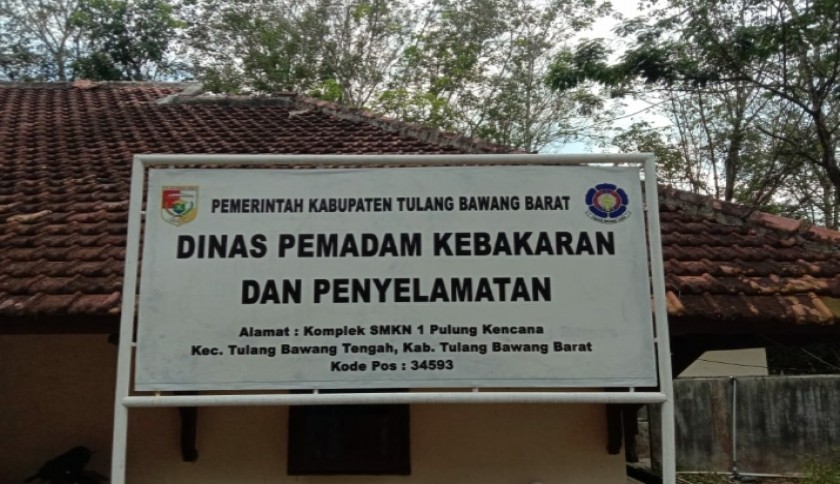 PEMERINTAH KABUPATEN TULANG BAWANG BARAT
DINAS PEMADAM KEBAKARAN
DAN PENYELAMATAN
Alamat : Komplek SMKN 1 Pulung Kencana
Kec. Tulang Bawang Tengah, Kab. Tulang Bawang Barat
Kode Pos : 34593